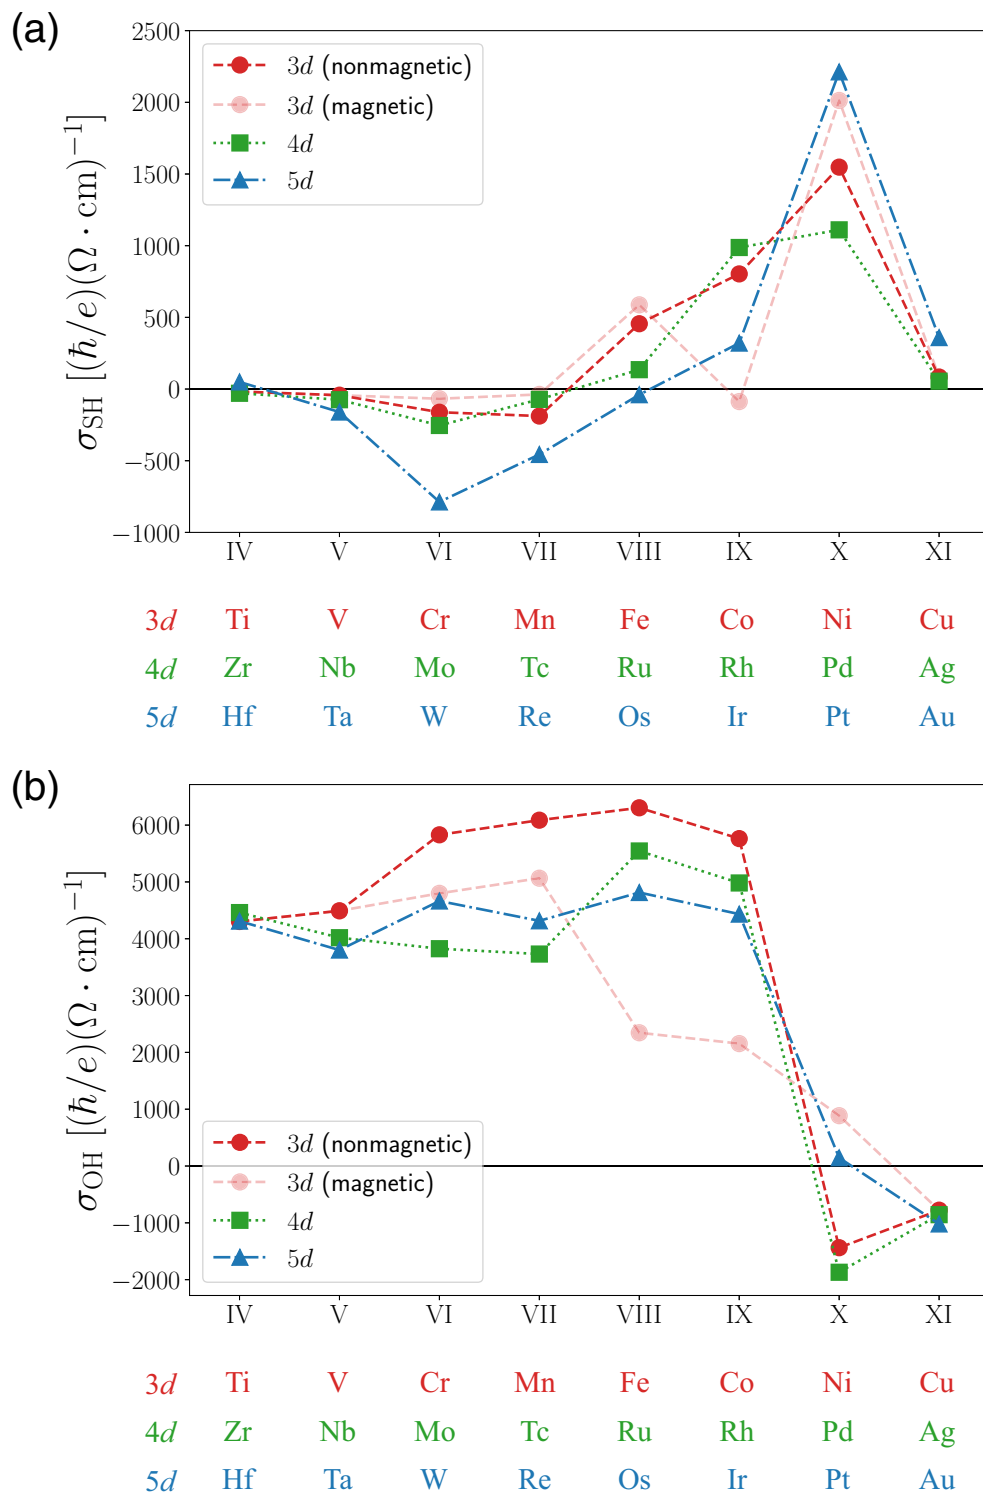 (a)
2500
2000
1500
1000
500
0
−500
−1000
σSH [(ħ/e)(Ω · cm)−1]
3d (nonmagnetic)
3d (magnetic)
4d
5d
IV V VI VII VIII IX X XI
3d Ti V Cr Mn Fe Co Ni Cu
4d Zr Nb Mo Tc Ru Rh Pd Ag
5d Hf Ta W Re Os Ir Pt Au
(b)
6000
5000
4000
3000
2000
1000
0
−1000
−2000
σOH [(ħ/e)(Ω · cm)−1]
3d (nonmagnetic)
3d (magnetic)
4d
5d
IV V VI VII VIII IX X XI
3d Ti V Cr Mn Fe Co Ni Cu
4d Zr Nb Mo Tc Ru Rh Pd Ag
5d Hf Ta W Re Os Ir Pt Au